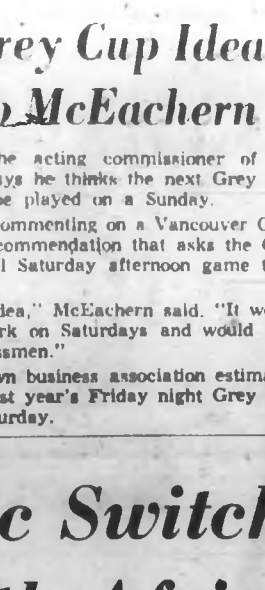 rey Cup Idea
McEachern
he acting commissioner of
ys he thinks the next Grey
be played on a Sunday.
ommenting on a Vancouver C
commendation that asks the
l Saturday afternoon game t
dea," McEachern said. "It w
rk on Saturdays and would
ssmen."
wn business association estima
st year's Friday night Grey
urday.
c Switch